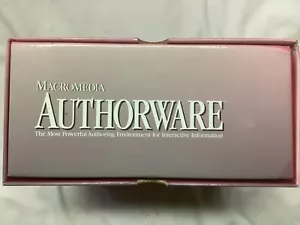 MACROMEDIA
AUTHORWARE
The Most Powerful Authoring Environment for Interactive Information